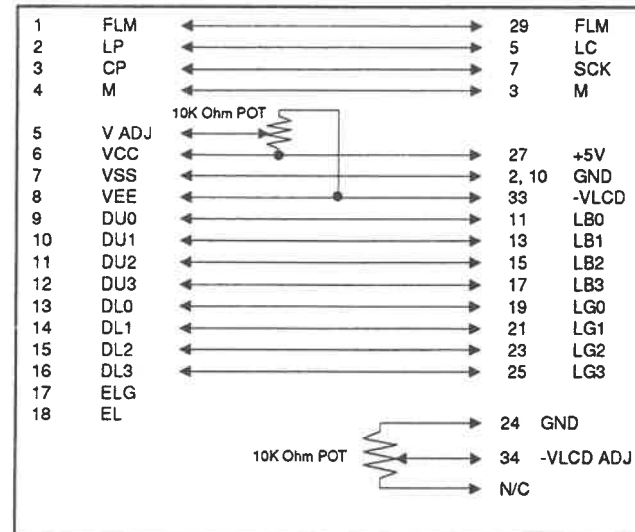 1 FLM 29 FLM
2 LP 5 LC
3 CP 7 SCK
4 M 3 M
10K Ohm POT
5 V ADJ
6 VCC 27 +5V
7 VSS 2, 10 GND
8 VEE 33 -VLCD
9 DU0 11 LB0
10 DU1 13 LB1
11 DU2 15 LB2
12 DU3 17 LB3
13 DL0 19 LG0
14 DL1 21 LG1
15 DL2 23 LG2
16 DL3 25 LG3
17 ELG
18 EL
24 GND
10K Ohm POT 34 -VLCD ADJ
N/C